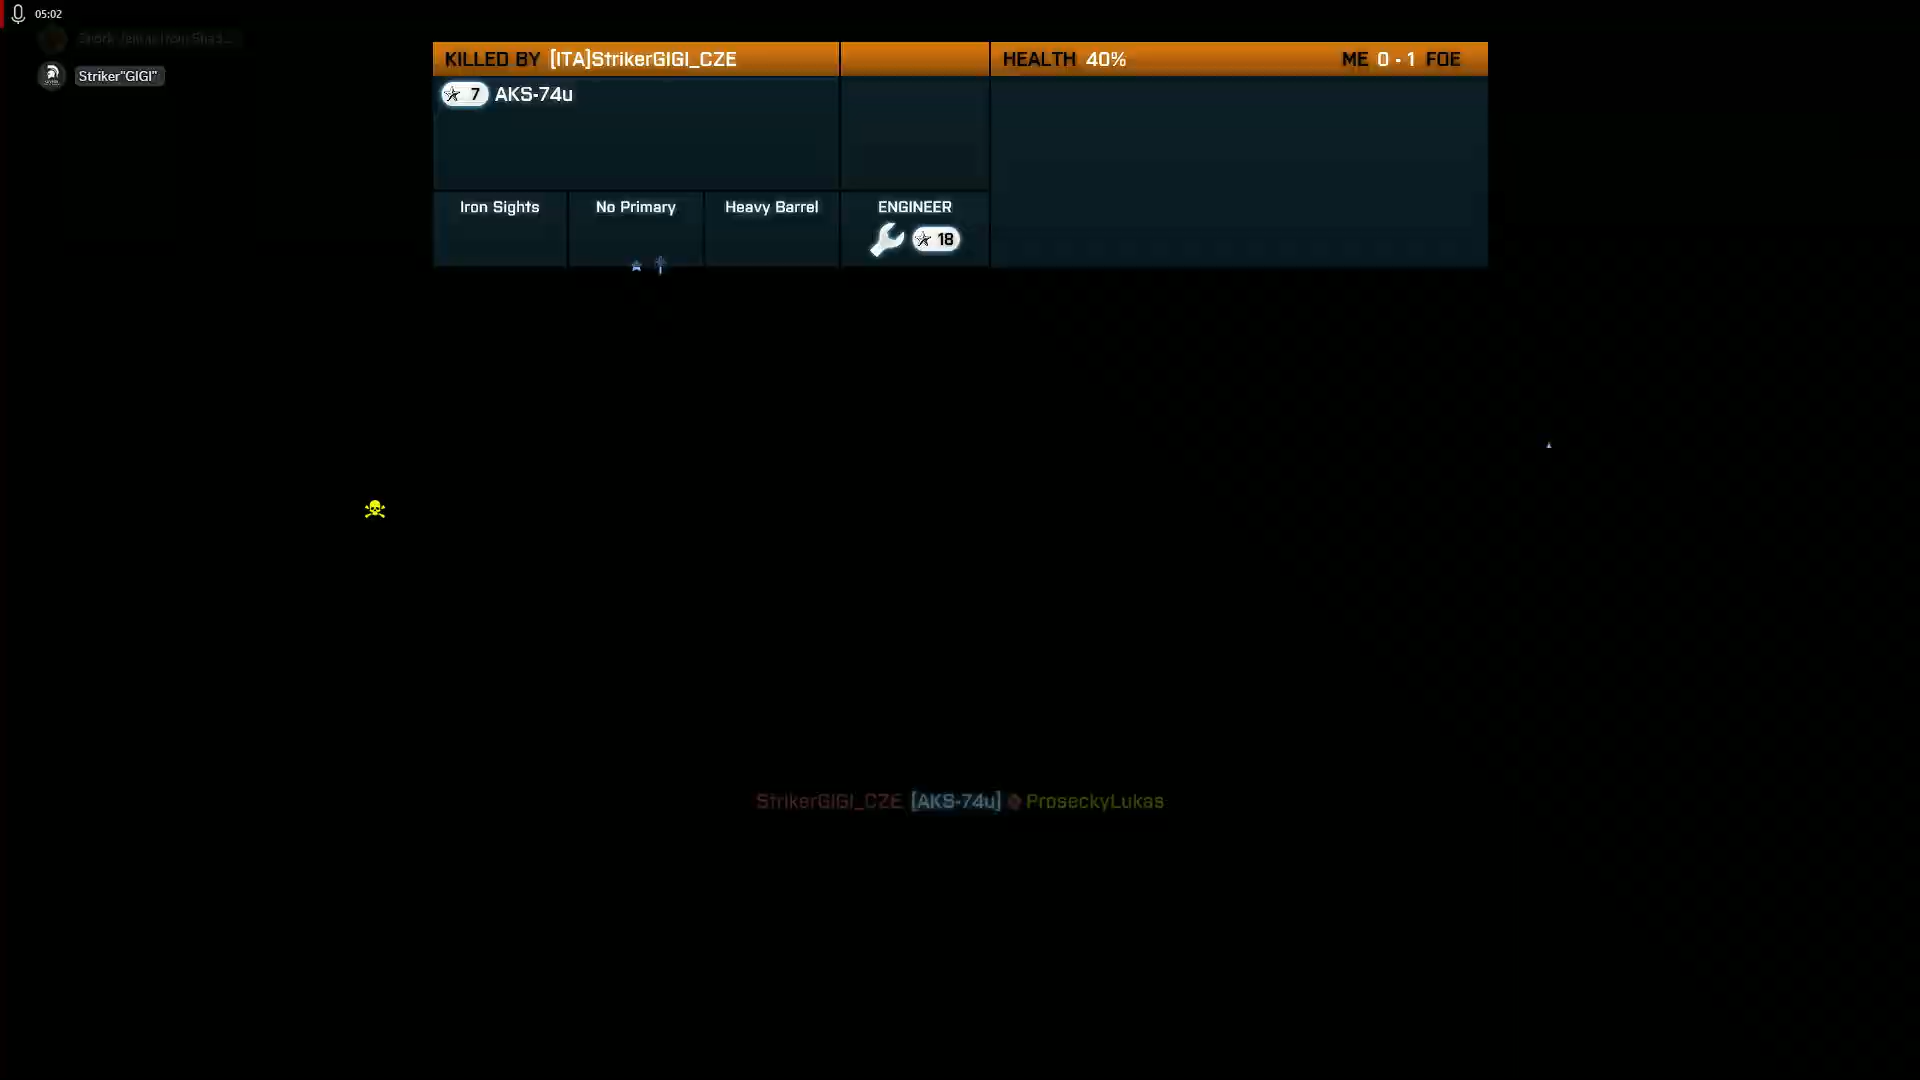 05:02
Striker"GIGI"
KILLED BY [ITA]StrikerGIGI_CZE
HEALTH 40%
ME 0 - 1 FOE
7 AKS-74u
Iron Sights
No Primary
Heavy Barrel
ENGINEER
18
StrikerGIGI_CZE [AKS-74u] ProseckyLukas